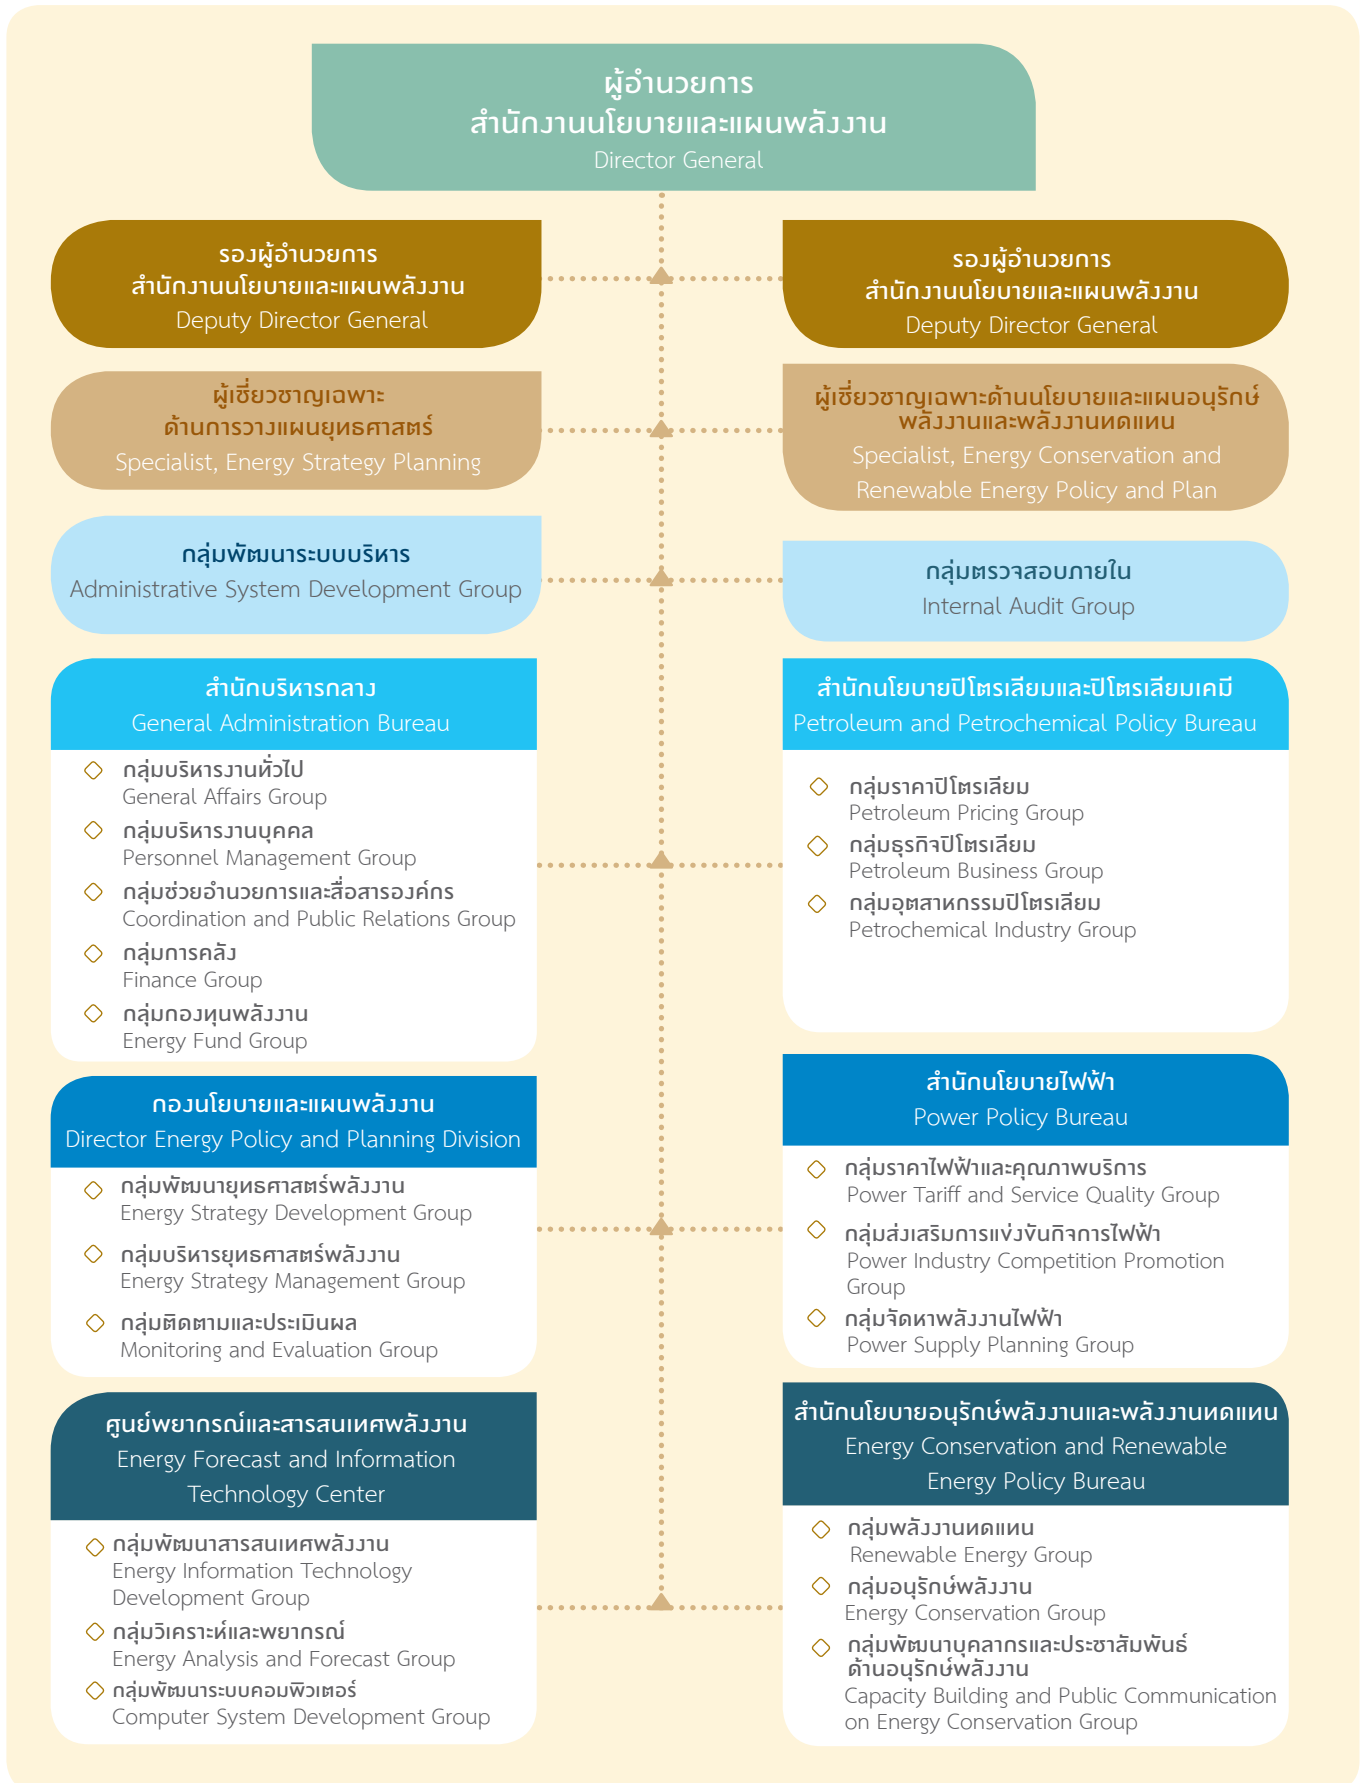 ผู้อำนวยการ
สำนักงานนโยบายและแผนพลังงาน
Director General
รองผู้อำนวยการ
สำนักงานนโยบายและแผนพลังงาน
Deputy Director General
รองผู้อำนวยการ
สำนักงานนโยบายและแผนพลังงาน
Deputy Director General
ผู้เชี่ยวชาญเฉพาะ
ด้านการวางแผนยุทธศาสตร์
Specialist, Energy Strategy Planning
ผู้เชี่ยวชาญเฉพาะด้านนโยบายและแผนอนุรักษ์
พลังงานและพลังงานทดแทน
Specialist, Energy Conservation and
Renewable Energy Policy and Plan
กลุ่มพัฒนาระบบบริหาร
Administrative System Development Group
กลุ่มตรวจสอบภายใน
Internal Audit Group
สำนักบริหารกลาง
General Administration Bureau
กลุ่มบริหารงานทั่วไป
General Affairs Group
กลุ่มบริหารงานบุคคล
Personnel Management Group
กลุ่มช่วยอำนวยการและสื่อสารองค์กร
Coordination and Public Relations Group
กลุ่มการคลัง
Finance Group
กลุ่มกองทุนพลังงาน
Energy Fund Group
สำนักนโยบายปิโตรเลียมและปิโตรเลียมเคมี
Petroleum and Petrochemical Policy Bureau
กลุ่มราคาปิโตรเลียม
Petroleum Pricing Group
กลุ่มธุรกิจปิโตรเลียม
Petroleum Business Group
กลุ่มอุตสาหกรรมปิโตรเลียม
Petrochemical Industry Group
กองนโยบายและแผนพลังงาน
Director Energy Policy and Planning Division
กลุ่มพัฒนายุทธศาสตร์พลังงาน
Energy Strategy Development Group
กลุ่มบริหารยุทธศาสตร์พลังงาน
Energy Strategy Management Group
กลุ่มติดตามและประเมินผล
Monitoring and Evaluation Group
สำนักนโยบายไฟฟ้า
Power Policy Bureau
กลุ่มราคาไฟฟ้าและคุณภาพบริการ
Power Tariff and Service Quality Group
กลุ่มส่งเสริมการแข่งขันกิจการไฟฟ้า
Power Industry Competition Promotion
Group
กลุ่มจัดหาพลังงานไฟฟ้า
Power Supply Planning Group
ศูนย์พยากรณ์และสารสนเทศพลังงาน
Energy Forecast and Information
Technology Center
กลุ่มพัฒนาสารสนเทศพลังงาน
Energy Information Technology
Development Group
กลุ่มวิเคราะห์และพยากรณ์
Energy Analysis and Forecast Group
กลุ่มพัฒนาระบบคอมพิวเตอร์
Computer System Development Group
สำนักนโยบายอนุรักษ์พลังงานและพลังงานทดแทน
Energy Conservation and Renewable
Energy Policy Bureau
กลุ่มพลังงานทดแทน
Renewable Energy Group
กลุ่มอนุรักษ์พลังงาน
Energy Conservation Group
กลุ่มพัฒนาบุคลากรและประชาสัมพันธ์
ด้านอนุรักษ์พลังงาน
Capacity Building and Public Communication
on Energy Conservation Group